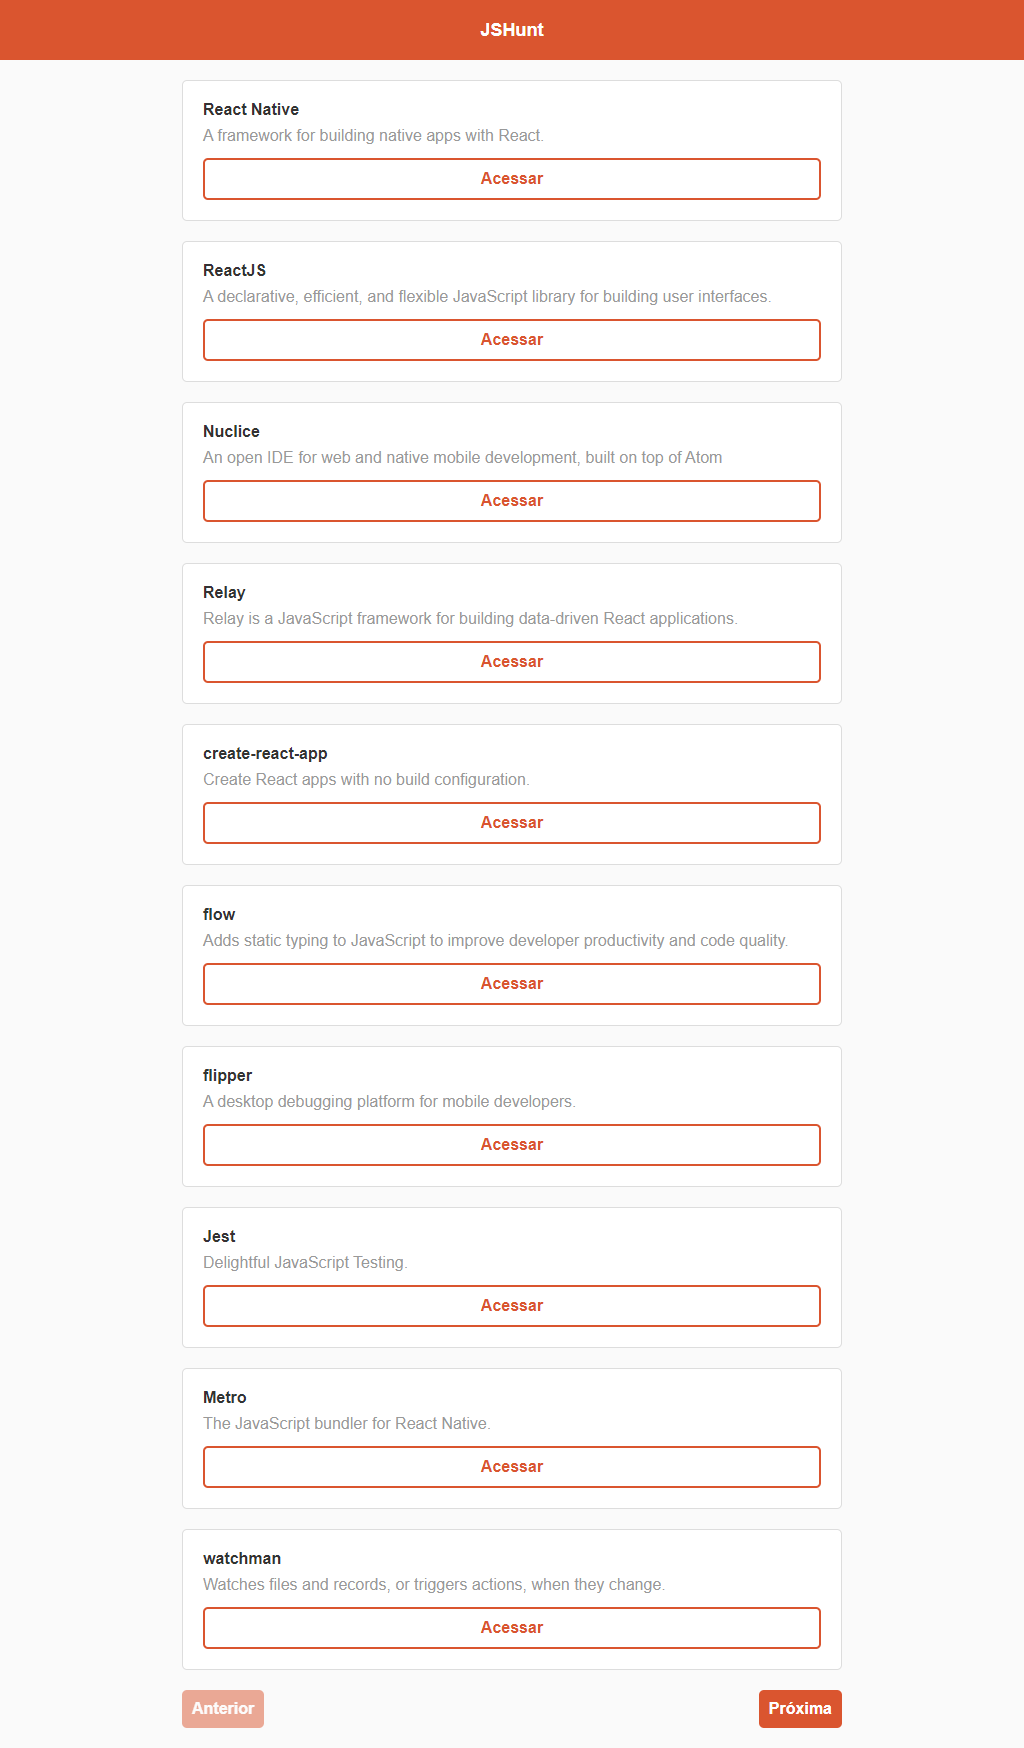 JSHunt
React Native
A framework for building native apps with React.
Acessar
ReactJS
A declarative, efficient, and flexible JavaScript library for building user interfaces.
Acessar
Nuclice
An open IDE for web and native mobile development, built on top of Atom
Acessar
Relay
Relay is a JavaScript framework for building data-driven React applications.
Acessar
create-react-app
Create React apps with no build configuration.
Acessar
flow
Adds static typing to JavaScript to improve developer productivity and code quality.
Acessar
flipper
A desktop debugging platform for mobile developers.
Acessar
Jest
Delightful JavaScript Testing.
Acessar
Metro
The JavaScript bundler for React Native.
Acessar
watchman
Watches files and records, or triggers actions, when they change.
Acessar
Anterior
Próxima